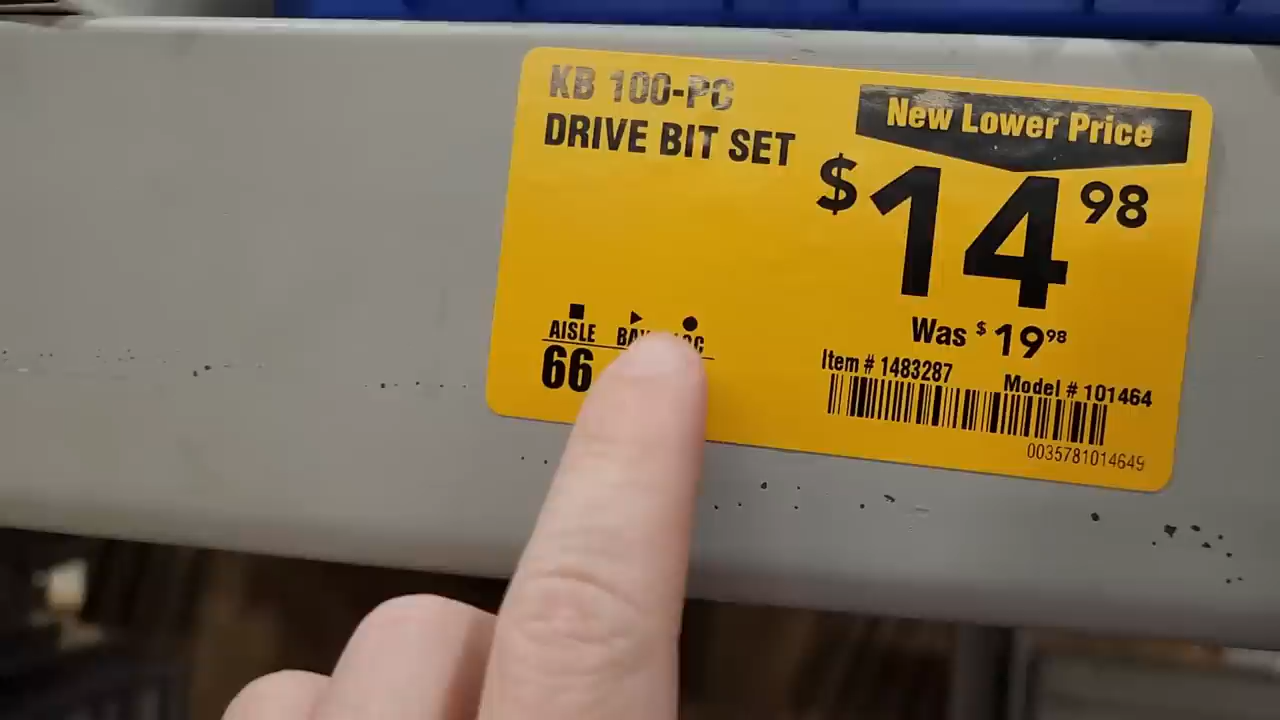 KB 100-PC
DRIVE BIT SET
New Lower Price
$14 98
Was $19 98
Item # 1483287
Model # 101464
0035781014649
AISLE
66